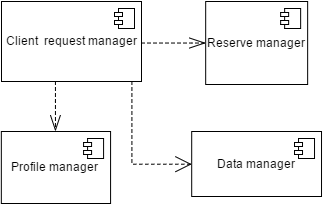 Client request manager
Reserve manager
Profile manager
Data manager